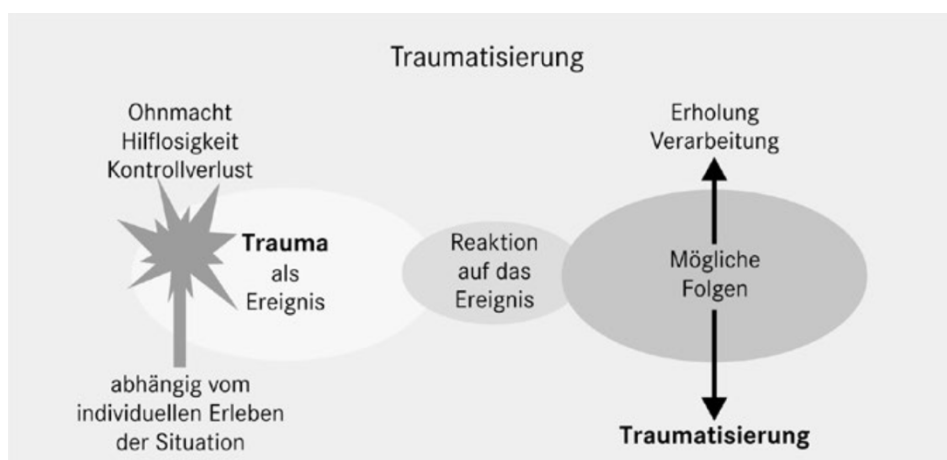 Traumatisierung
Ohnmacht
Hilflosigkeit
Kontrollverlust
Trauma
als
Ereignis
abhängig vom
individuellen Erleben
der Situation
Reaktion
auf das
Ereignis
Erholung
Verarbeitung
Mögliche
Folgen
Traumatisierung